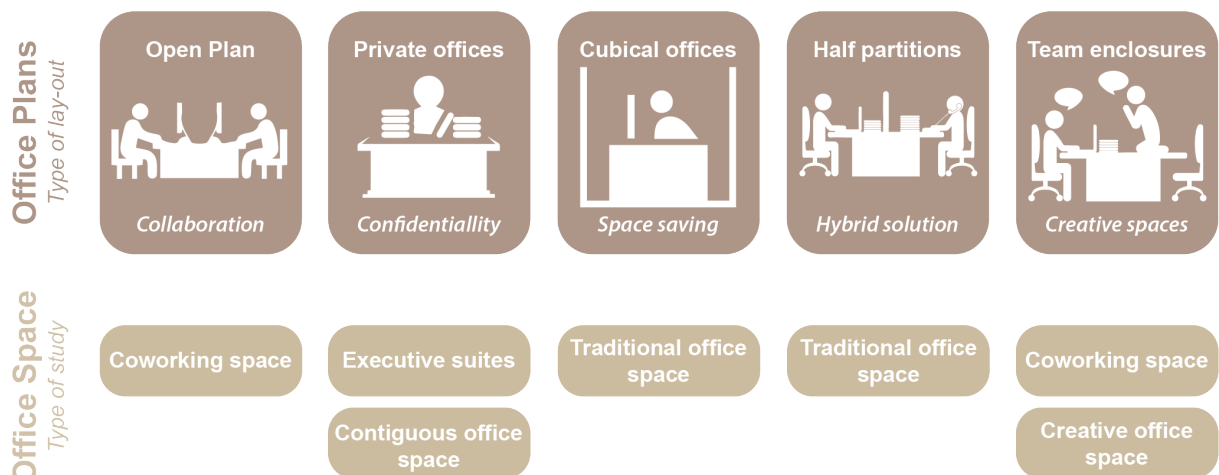 Office Plans
Type of lay-out
Open Plan
Collaboration
Private offices
Confidentiallity
Cubical offices
Space saving
Half partitions
Hybrid solution
Team enclosures
Creative spaces
Office Space
Type of study
Coworking space
Executive suites
Contiguous office
space
Traditional office
space
Traditional office
space
Coworking space
Creative office
space